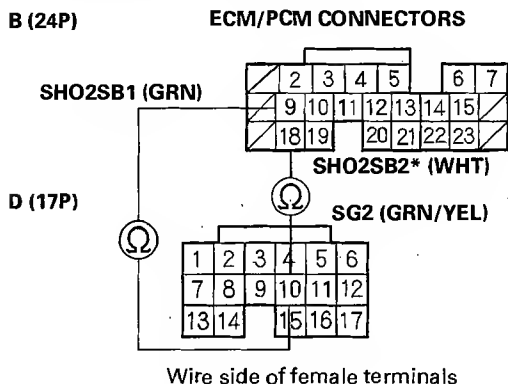 B (24P) ECM/PCM CONNECTORS
2 3 4 5 6 7
SHO2SB1 (GRN)
9 10 11 12 13 14 15
18 19 20 21 22 23
SHO2SB2* (WHT)
D (17P)
SG2 (GRN/YEL)
Ω
Ω
1 2 3 4 5 6
7 8 9 10 11 12
13 14 15 16 17
Wire side of female terminals